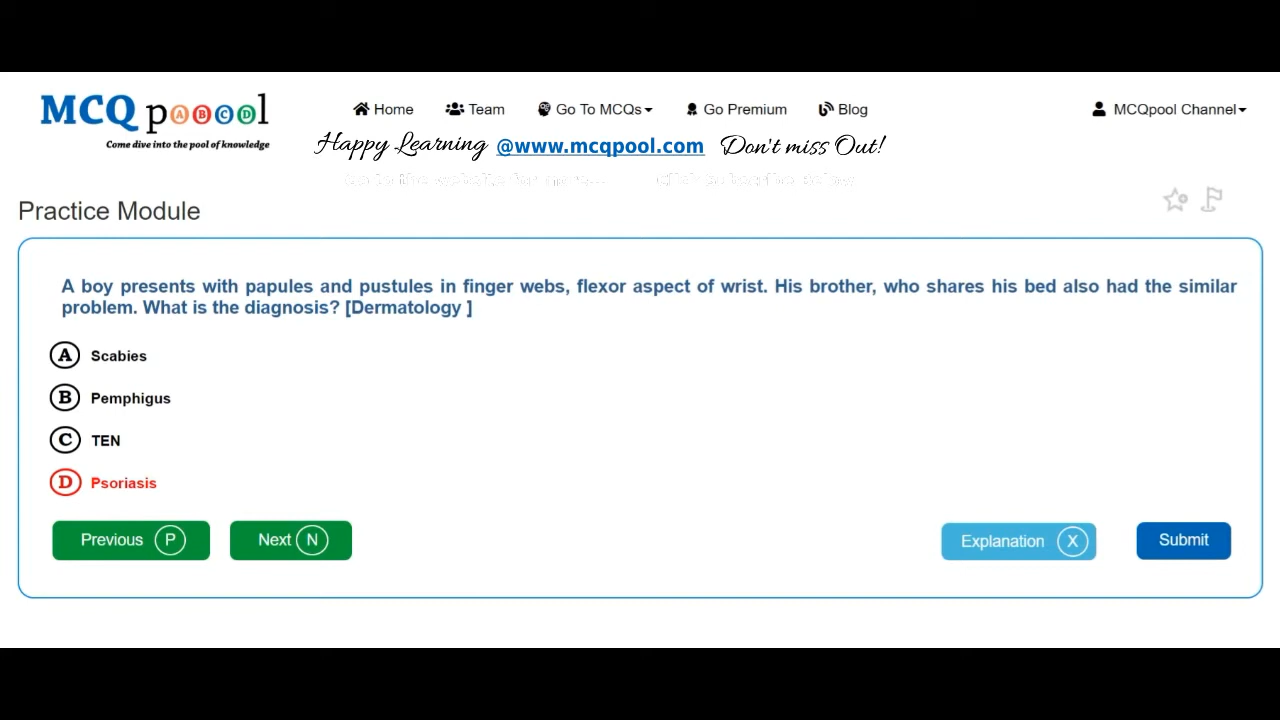 MCQ pABCDl
Come dive into the pool of knowledge
Home Team Go To MCQs Go Premium Blog MCQpool Channel
Happy Learning @www.mcqpool.com Don't miss Out!
Practice Module
A boy presents with papules and pustules in finger webs, flexor aspect of wrist. His brother, who shares his bed also had the similar
problem. What is the diagnosis? [Dermatology ]
A Scabies
B Pemphigus
C TEN
D Psoriasis
Previous P Next N Explanation X Submit